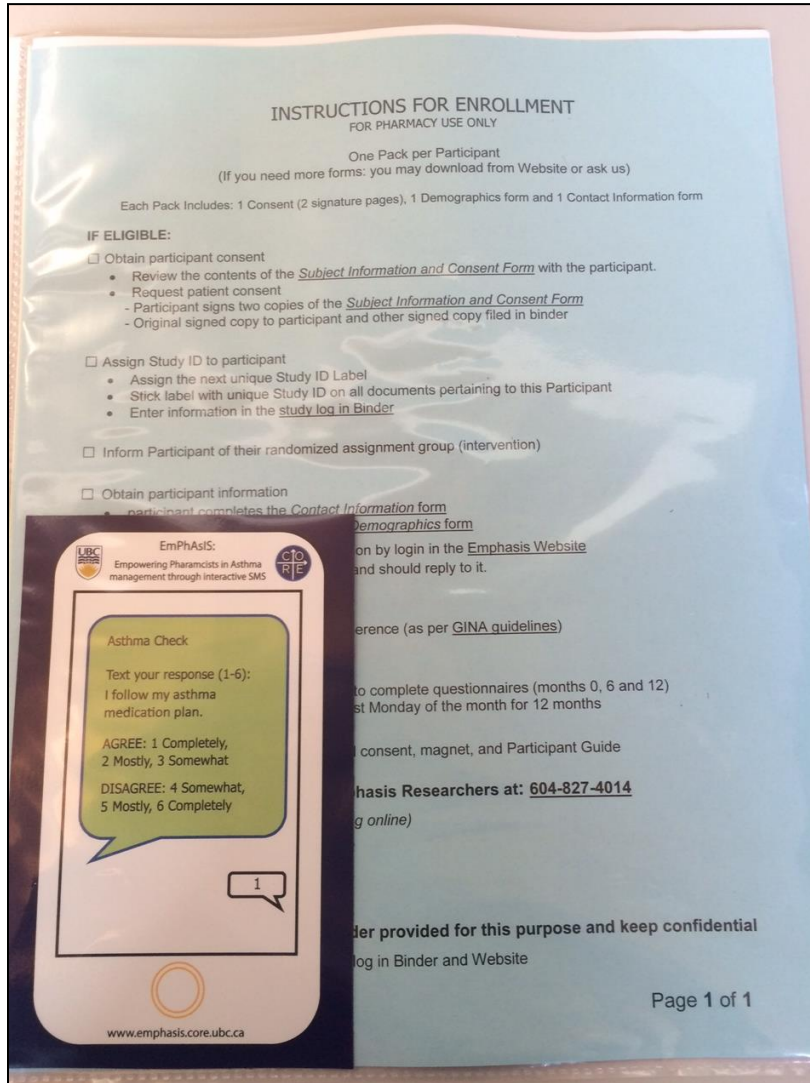 INSTRUCTIONS FOR ENROLLMENT
FOR PHARMACY USE ONLY
One Pack per Participant
(If you need more forms: you may download from Website or ask us)
Each Pack Includes: 1 Consent (2 signature pages), 1 Demographics form and 1 Contact Information form
IF ELIGIBLE:
☐ Obtain participant consent
• Review the contents of the Subject Information and Consent Form with the participant.
• Request patient consent
- Participant signs two copies of the Subject Information and Consent Form
- Original signed copy to participant and other signed copy filed in binder
☐ Assign Study ID to participant
• Assign the next unique Study ID Label
• Stick label with unique Study ID on all documents pertaining to this Participant
• Enter information in the study log in Binder
☐ Inform Participant of their randomized assignment group (intervention)
☐ Obtain participant information
• participant completes the Contact Information form
Demographics form
on by login in the Emphasis Website
and should reply to it.
erence (as per GINA guidelines)
to complete questionnaires (months 0, 6 and 12)
st Monday of the month for 12 months
consent, magnet, and Participant Guide
hasis Researchers at: 604-827-4014
g online)
der provided for this purpose and keep confidential
log in Binder and Website
Page 1 of 1
UBC
EmPhAsIS:
Empowering Pharamcists in Asthma
management through interactive SMS
CORE
Asthma Check
Text your response (1-6):
I follow my asthma
medication plan.
AGREE: 1 Completely,
2 Mostly, 3 Somewhat
DISAGREE: 4 Somewhat,
5 Mostly, 6 Completely
1
www.emphasis.core.ubc.ca